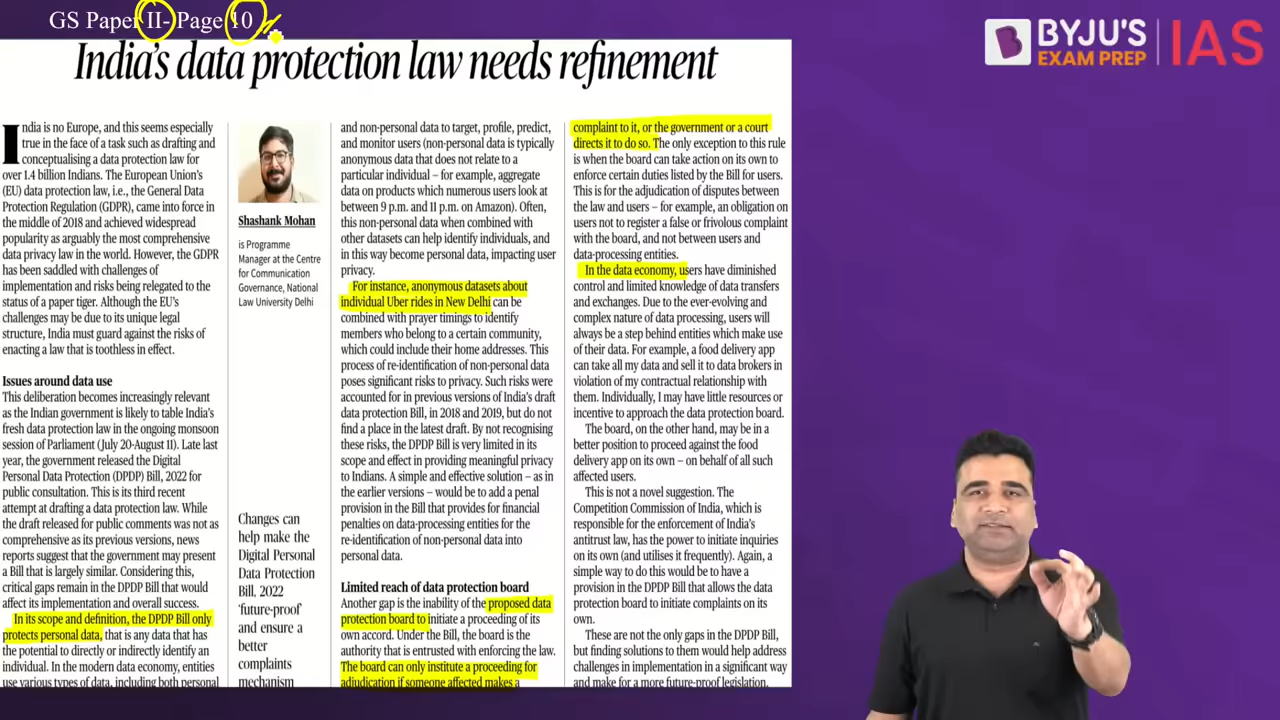 GS Paper II- Page 10
BYJU'S
EXAM PREP
IAS
India's data protection law needs refinement
India is no Europe, and this seems especially
true in the face of a task such as drafting and
conceptualising a data protection law for
over 1.4 billion Indians. The European Union's
(EU) data protection law, i.e., the General Data
Protection Regulation (GDPR), came into force in
the middle of 2018 and achieved widespread
popularity as arguably the most comprehensive
data privacy law in the world. However, the GDPR
has been saddled with challenges of
implementation and risks being relegated to the
status of a paper tiger. Although the EU's
challenges may be due to its unique legal
structure, India must guard against the risks of
enacting a law that is toothless in effect.
Issues around data use
This deliberation becomes increasingly relevant
as the Indian government is likely to table India's
fresh data protection law in the ongoing monsoon
session of Parliament (July 20-August 11). Late last
year, the government released the Digital
Personal Data Protection (DPDP) Bill, 2022 for
public consultation. This is its third recent
attempt at drafting a data protection law. While
the draft released for public comments was not as
comprehensive as its previous versions, news
reports suggest that the government may present
a Bill that is largely similar. Considering this,
critical gaps remain in the DPDP Bill that would
affect its implementation and overall success.
In its scope and definition, the DPDP Bill only
protects personal data, that is any data that has
the potential to directly or indirectly identify an
individual. In the modern data economy, entities
use various types of data, including both personal
Shashank Mohan
is Programme
Manager at the Centre
for Communication
Governance, National
Law University Delhi
Changes can
help make the
Digital Personal
Data Protection
Bill, 2022
'future-proof'
and ensure a
better
complaints
mechanism
and non-personal data to target, profile, predict,
and monitor users (non-personal data is typically
anonymous data that does not relate to a
particular individual – for example, aggregate
data on products which numerous users look at
between 9 p.m. and 11 p.m. on Amazon). Often,
this non-personal data when combined with
other datasets can help identify individuals, and
in this way become personal data, impacting user
privacy.
For instance, anonymous datasets about
individual Uber rides in New Delhi can be
combined with prayer timings to identify
members who belong to a certain community,
which could include their home addresses. This
process of re-identification of non-personal data
poses significant risks to privacy. Such risks were
accounted for in previous versions of India's draft
data protection Bill, in 2018 and 2019, but do not
find a place in the latest draft. By not recognising
these risks, the DPDP Bill is very limited in its
scope and effect in providing meaningful privacy
to Indians. A simple and effective solution – as in
the earlier versions – would be to add a penal
provision in the Bill that provides for financial
penalties on data-processing entities for the
re-identification of non-personal data into
personal data.
Limited reach of data protection board
Another gap is the inability of the proposed data
protection board to initiate a proceeding of its
own accord. Under the Bill, the board is the
authority that is entrusted with enforcing the law.
The board can only institute a proceeding for
adjudication if someone affected makes a
complaint to it, or the government or a court
directs it to do so. The only exception to this rule
is when the board can take action on its own to
enforce certain duties listed by the Bill for users.
This is for the adjudication of disputes between
the law and users – for example, an obligation on
users not to register a false or frivolous complaint
with the board, and not between users and
data-processing entities.
In the data economy, users have diminished
control and limited knowledge of data transfers
and exchanges. Due to the ever-evolving and
complex nature of data processing, users will
always be a step behind entities which make use
of their data. For example, a food delivery app
can take all my data and sell it to data brokers in
violation of my contractual relationship with
them. Individually, I may have little resources or
incentive to approach the data protection board.
The board, on the other hand, may be in a
better position to proceed against the food
delivery app on its own – on behalf of all such
affected users.
This is not a novel suggestion. The
Competition Commission of India, which is
responsible for the enforcement of India's
antitrust law, has the power to initiate inquiries
on its own (and utilises it frequently). Again, a
simple way to do this would be to have a
provision in the DPDP Bill that allows the data
protection board to initiate complaints on its
own.
These are not the only gaps in the DPDP Bill,
but finding solutions to them would help address
challenges in implementation in a significant way
and make for a more future-proof legislation.